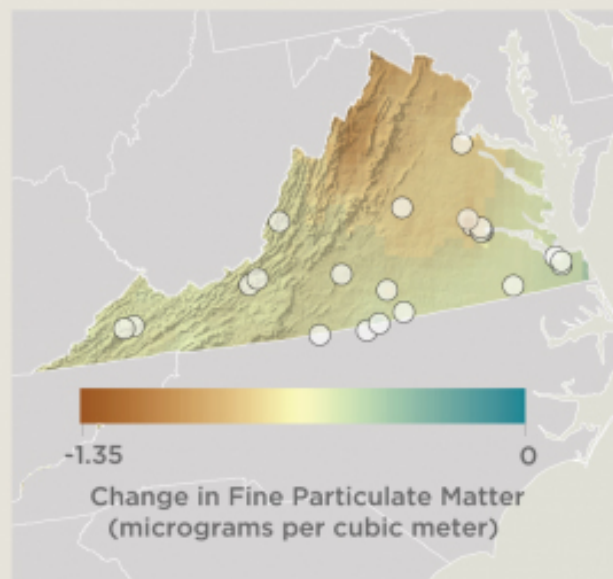 -1.35
0
Change in Fine Particulate Matter
(micrograms per cubic meter)